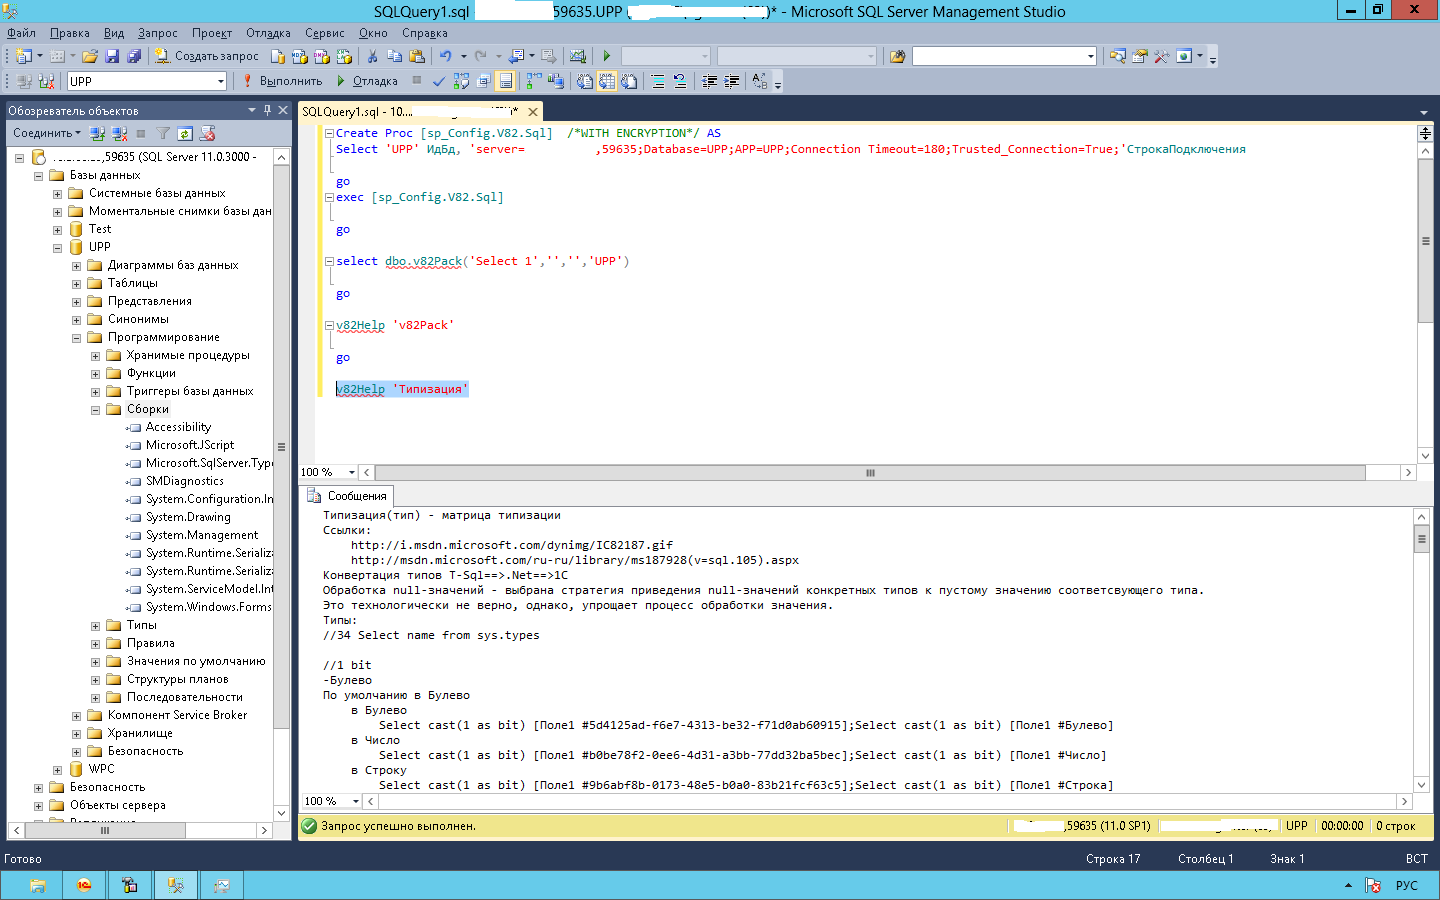 SQLQuery1.sql 59635.UPP ( ))* - Microsoft SQL Server Management Studio
Файл Правка Вид Запрос Проект Отладка Сервис Окно Справка
Создать запрос
UPP Выполнить Отладка
Обозреватель объектов
Соединить
,59635 (SQL Server 11.0.3000 -
Базы данных
Системные базы данных
Моментальные снимки базы дан
Test
UPP
Диаграммы баз данных
Таблицы
Представления
Синонимы
Программирование
Хранимые процедуры
Функции
Триггеры базы данных
Сборки
Accessibility
Microsoft.JScript
Microsoft.SqlServer.Type
SMDiagnostics
System.Configuration.In
System.Drawing
System.Management
System.Runtime.Serializa
System.Runtime.Serializa
System.ServiceModel.Int
System.Windows.Forms
Типы
Правила
Значения по умолчанию
Структуры планов
Последовательности
Компонент Service Broker
Хранилище
Безопасность
WPC
Безопасность
Объекты сервера
SQLQuery1.sql - 10... *
Create Proc [sp_Config.V82.Sql] /*WITH ENCRYPTION*/ AS
Select 'UPP' ИдБд, 'server= ,59635;Database=UPP;APP=UPP;Connection Timeout=180;Trusted_Connection=True;'СтрокаПодключения
go
exec [sp_Config.V82.Sql]
go
select dbo.v82Pack('Select 1','','','UPP')
go
v82Help 'v82Pack'
go
v82Help 'Типизация'
100 %
Сообщения
Типизация(тип) - матрица типизации
Ссылки:
http://i.msdn.microsoft.com/dynimg/IC82187.gif
http://msdn.microsoft.com/ru-ru/library/ms187928(v=sql.105).aspx
Конвертация типов T-Sql==>.Net==>1C
Обработка null-значений - выбрана стратегия приведения null-значений конкретных типов к пустому значению соответсвующего типа.
Это технологически не верно, однако, упрощает процесс обработки значения.
Типы:
//34 Select name from sys.types
//1 bit
-Булево
По умолчанию в Булево
в Булево
Select cast(1 as bit) [Поле1 #5d4125ad-f6e7-4313-be32-f71d0ab60915];Select cast(1 as bit) [Поле1 #Булево]
в Число
Select cast(1 as bit) [Поле1 #b0be78f2-0ee6-4d31-a3bb-77dd32ba5bec];Select cast(1 as bit) [Поле1 #Число]
в Строку
Select cast(1 as bit) [Поле1 #9b6abf8b-0173-48e5-b0a0-83b21fcf63c5];Select cast(1 as bit) [Поле1 #Строка]
100 %
Запрос успешно выполнен. ,59635 (11.0 SP1) UPP 00:00:00 0 строк
Готово Строка 17 Столбец 1 Знак 1 ВСТ
РУС